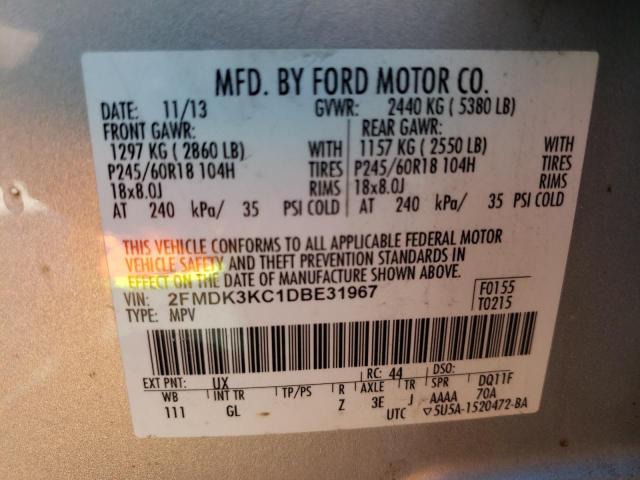 MFD. BY FORD MOTOR CO.
DATE: 11/13 GVWR: 2440 KG ( 5380 LB)
FRONT GAWR: REAR GAWR:
1297 KG ( 2860 LB) WITH 1157 KG ( 2550 LB) WITH
P245/60R18 104H TIRES P245/60R18 104H TIRES
18x8.0J RIMS 18x8.0J RIMS
AT 240 kPa/ 35 PSI COLD AT 240 kPa/ 35 PSI COLD
THIS VEHICLE CONFORMS TO ALL APPLICABLE FEDERAL MOTOR
VEHICLE SAFETY AND THEFT PREVENTION STANDARDS IN
EFFECT ON THE DATE OF MANUFACTURE SHOWN ABOVE.
VIN: 2FMDK3KC1DBE31967 F0155
TYPE: MPV T0215
EXT PNT: UX RC: 44 DSO:
WB INT TR TP/PS R AXLE TR SPR DQ11F
111 GL Z 3E J AAAA 70A
UTC ▽5U5A-1520472-BA